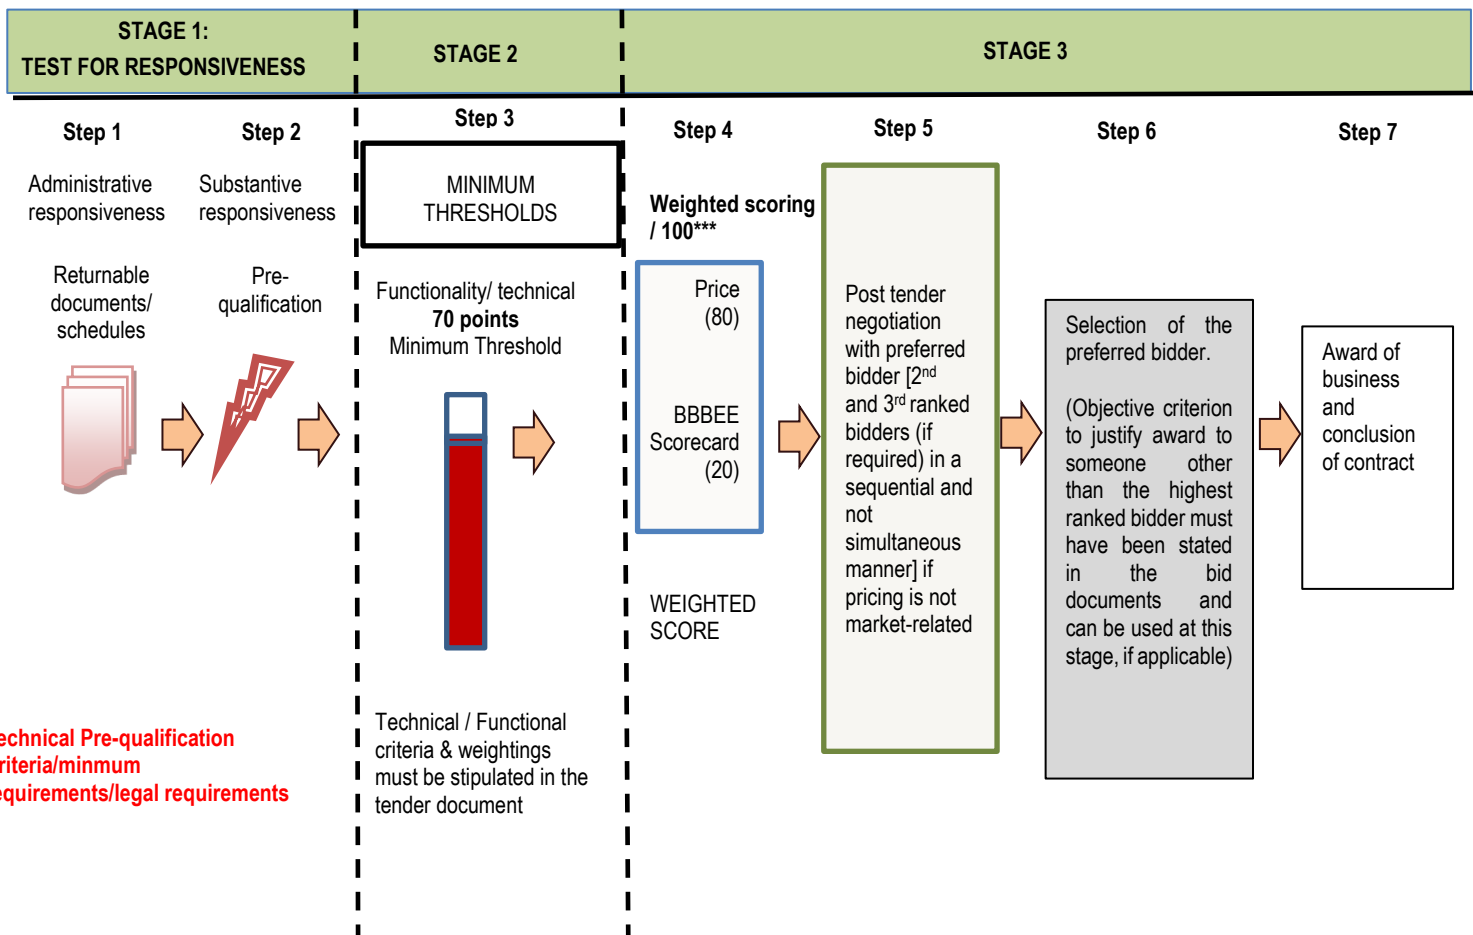 STAGE 1:
TEST FOR RESPONSIVENESS
STAGE 2
STAGE 3
Step 1
Step 2
Step 3
Step 4
Step 5
Step 6
Step 7
Administrative
responsiveness
Returnable
documents/
schedules
Substantive
responsiveness
Pre-
qualification
echnical Pre-qualification
riteria/minmum
equirements/legal requirements
MINIMUM
THRESHOLDS
Functionality/ technical
70 points
Minimum Threshold
Technical / Functional
criteria & weightings
must be stipulated in the
tender document
Weighted scoring
/ 100***
Price
(80)
BBBEE
Scorecard
(20)
WEIGHTED
SCORE
Post tender
negotiation
with preferred
bidder [2nd
and 3rd ranked
bidders (if
required) in a
sequential and
not
simultaneous
manner] if
pricing is not
market-related
Selection of the
preferred bidder.
(Objective criterion
to justify award to
someone other
than the highest
ranked bidder must
have been stated
in the bid
documents and
can be used at this
stage, if applicable)
Award of
business
and
conclusion
of contract